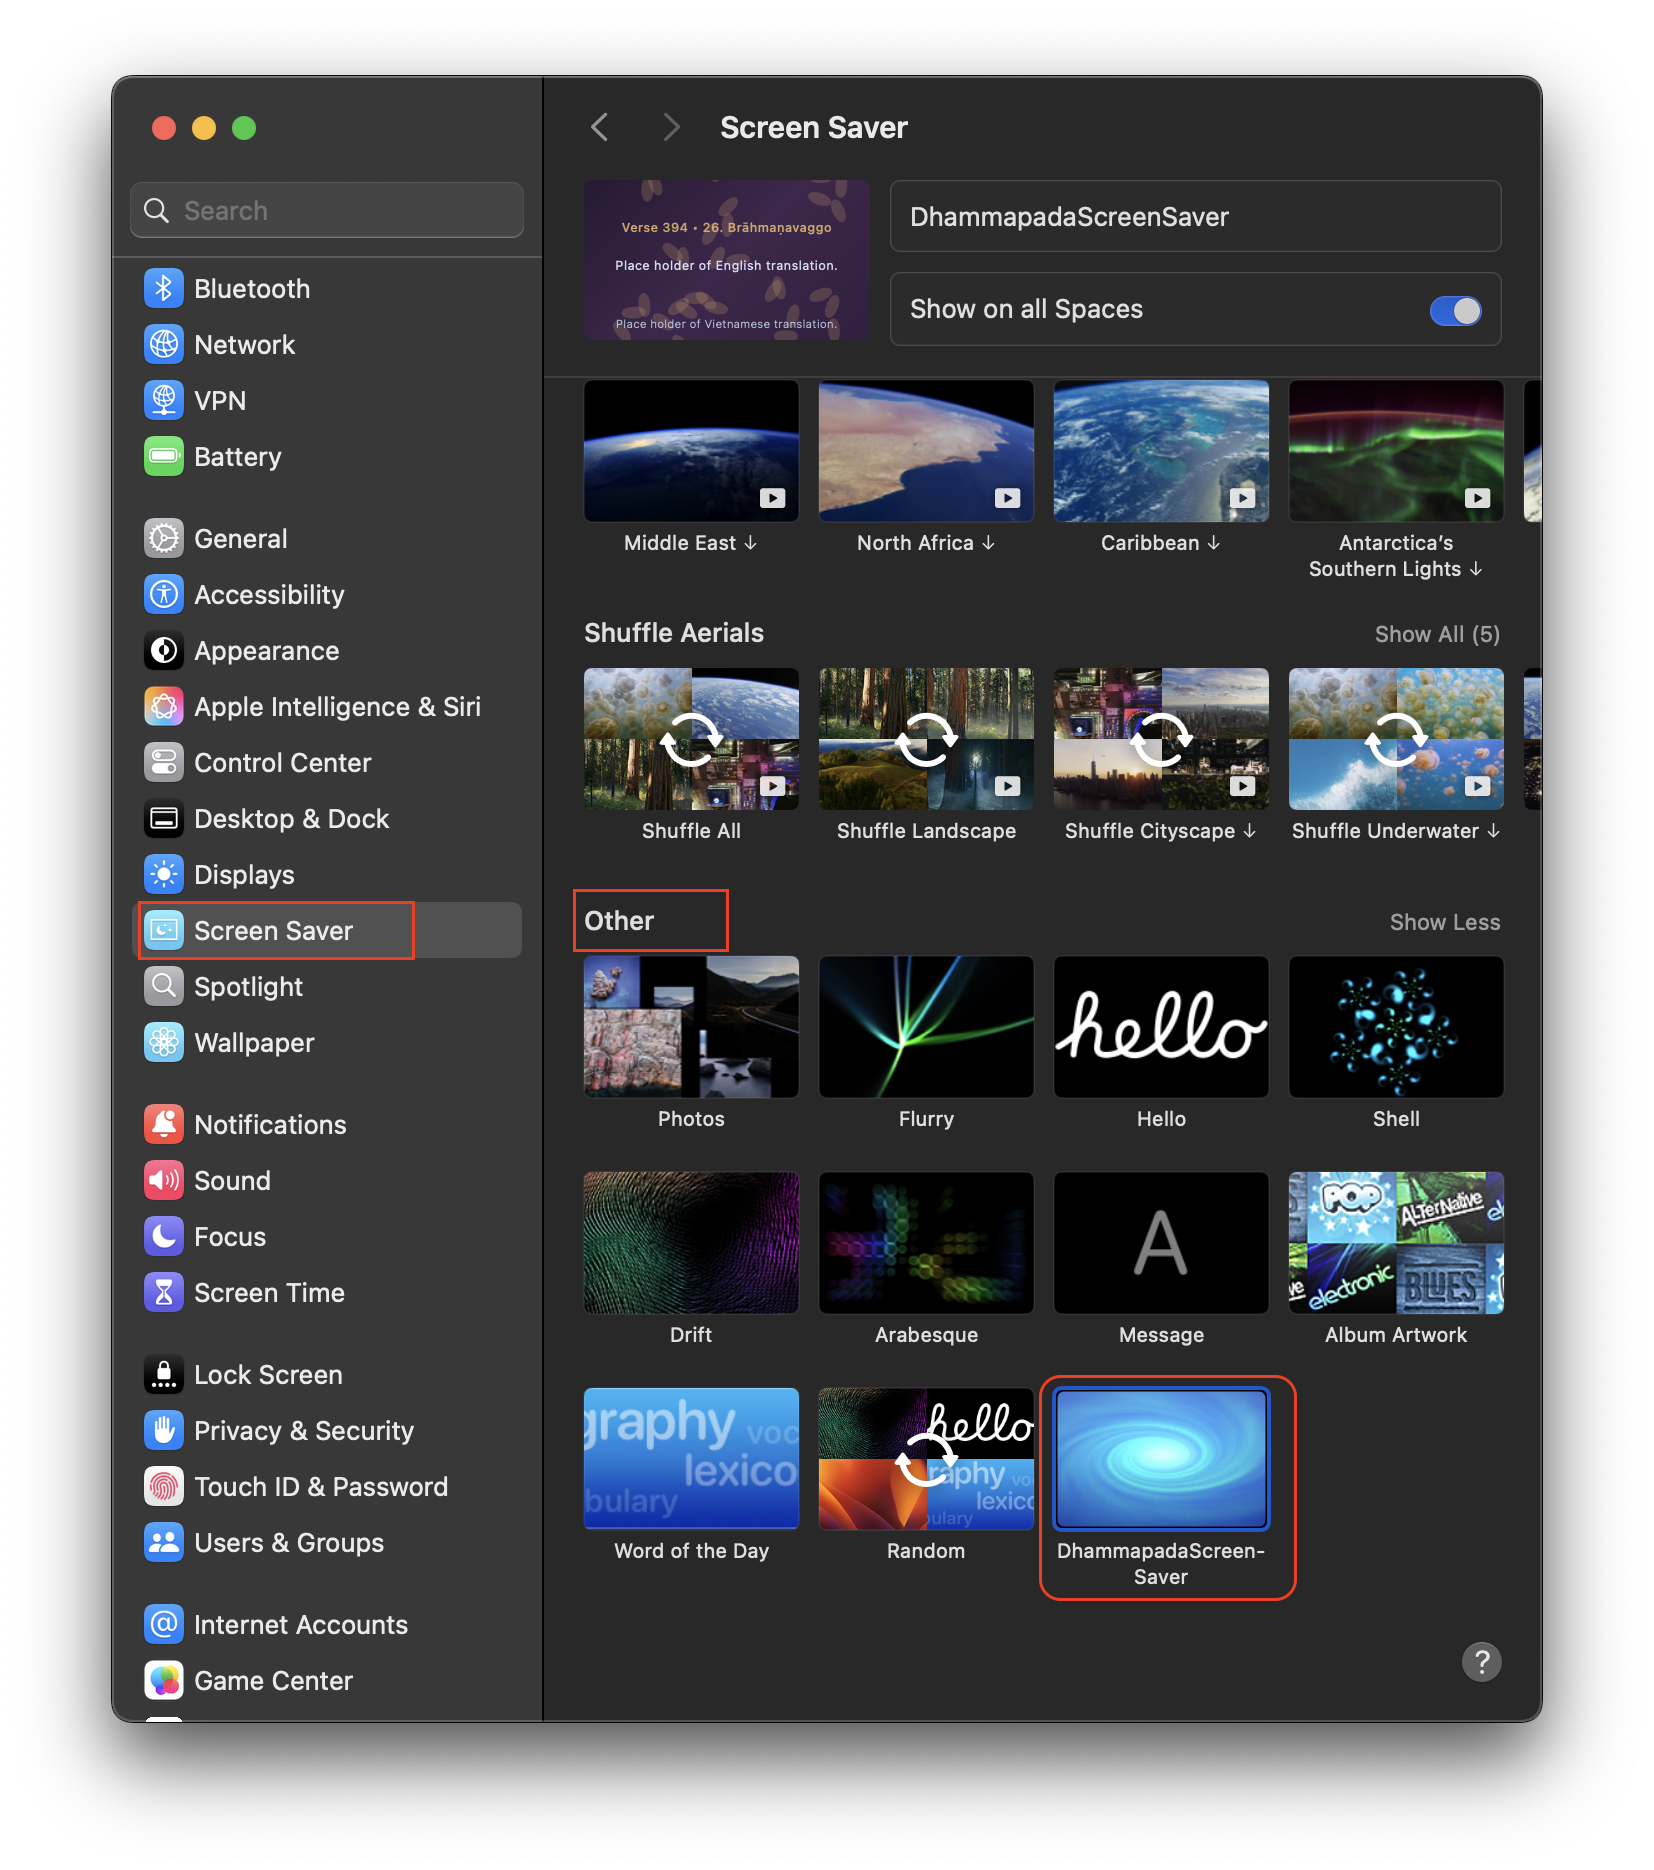 Search
Bluetooth
Network
VPN
Battery
General
Accessibility
Appearance
Apple Intelligence & Siri
Control Center
Desktop & Dock
Displays
Screen Saver
Spotlight
Wallpaper
Notifications
Sound
Focus
Screen Time
Lock Screen
Privacy & Security
Touch ID & Password
Users & Groups
Internet Accounts
Game Center
Screen Saver
Verse 394 • 26. Brāhmaṇavaggo
Place holder of English translation.
Place holder of Vietnamese translation.
DhammapadaScreenSaver
Show on all Spaces
Middle East ↓
North Africa ↓
Caribbean ↓
Antarctica's
Southern Lights ↓
Shuffle Aerials
Show All (5)
Shuffle All
Shuffle Landscape
Shuffle Cityscape ↓
Shuffle Underwater ↓
Other
Show Less
hello
Photos
Flurry
Hello
Shell
A
POP
ALTerNative
electronic
BLUES
Drift
Arabesque
Message
Album Artwork
graphy
voc
lexico
bulary
hello
raphy
vo
lexico
bulary
Word of the Day
Random
DhammapadaScreen-
Saver
?